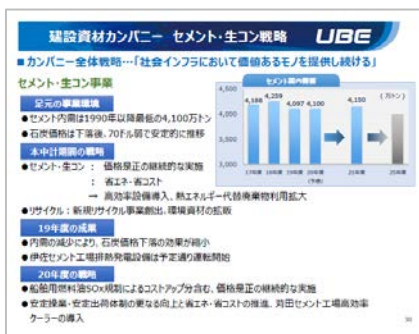 建設資材カンパニー セメント・生コン戦略
UBE
■カンパニー全体戦略…「社会インフラにおいて価値あるモノを提供し続ける」
セメント・生コン事業
足元の事業環境
●セメント内需は1990年以降最低の4,100万トン
●石炭価格は下落後、70ドル弱で安定的に推移
本中計期間の戦略
●セメント・生コン : 価格是正の継続的な実施
: 省エネ・省コスト
→ 高効率設備導入、熱エネルギー代替廃棄物利用拡大
●リサイクル : 新規リサイクル事業創出、環境資材の拡販
19年度の成果
●内需の減少により、石炭価格下落の効果が縮小
●伊佐セメント工場排熱発電設備は予定通り運転開始
20年度の戦略
●船舶用燃料油SOx規制によるコストアップ分含む、価格是正の継続的な実施
●安定操業・安定出荷体制の更なる向上と省エネ・省コストの推進、苅田セメント工場高効率
クーラーの導入
セメント国内需要
(万トン)
4,500
4,000
3,500
3,000
4,188
4,259
4,097
4,100
4,150
17年度
18年度
19年度
20年度
(予想)
21年度
25年度